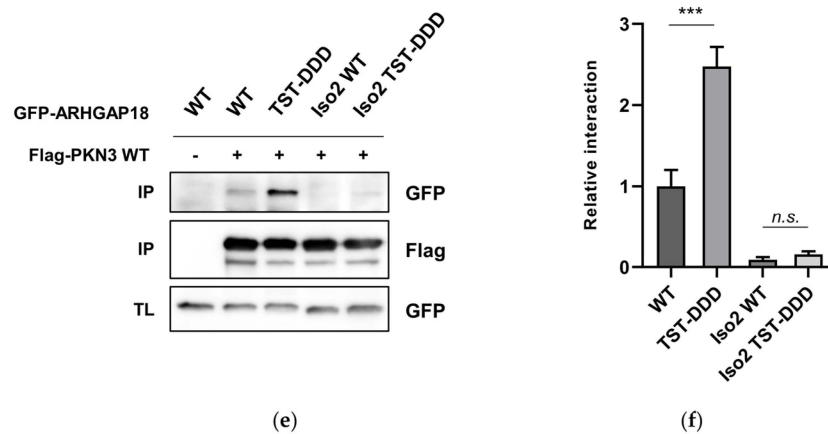 GFP-ARHGAP18 WT WT TST-DDD Iso2 WT Iso2 TST-DDD
Flag-PKN3 WT - + + + +
IP GFP
IP Flag
TL GFP
(e)
Relative interaction
3
2
1
0
***
n.s.
WT TST-DDD Iso2 WT Iso2 TST-DDD
(f)